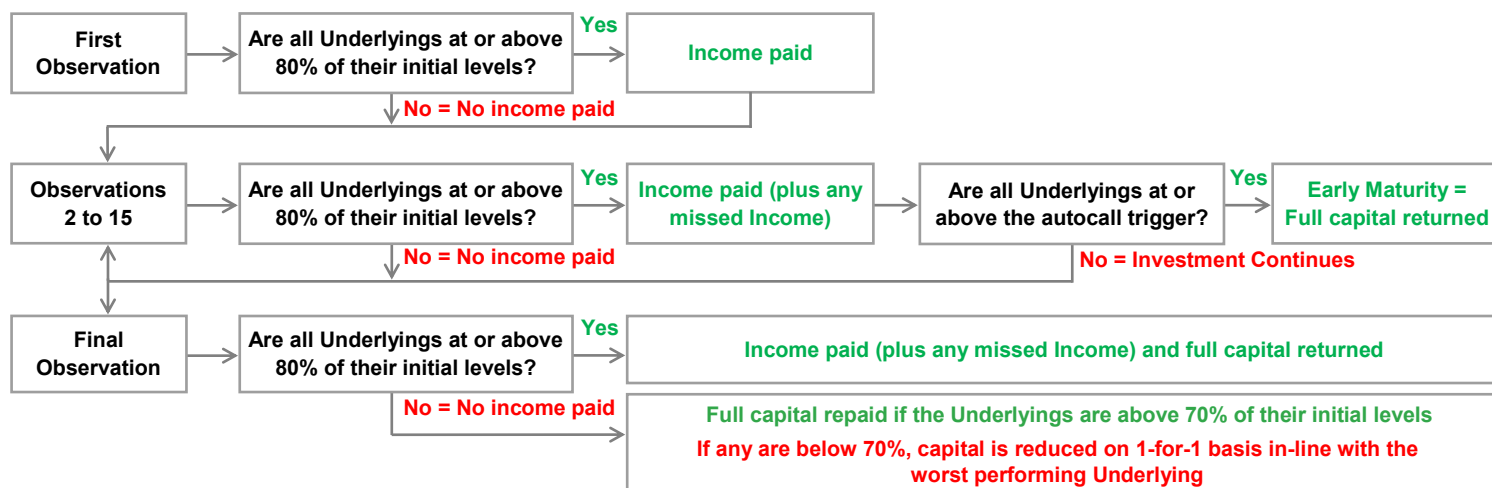 First
Observation
Are all Underlyings at or above
80% of their initial levels?
Yes
Income paid
No = No income paid
Observations
2 to 15
Are all Underlyings at or above
80% of their initial levels?
Yes
Income paid (plus any
missed Income)
Are all Underlyings at or
above the autocall trigger?
Yes
Early Maturity =
Full capital returned
No = No income paid
No = Investment Continues
Final
Observation
Are all Underlyings at or above
80% of their initial levels?
Yes
Income paid (plus any missed Income) and full capital returned
No = No income paid
Full capital repaid if the Underlyings are above 70% of their initial levels
If any are below 70%, capital is reduced on 1-for-1 basis in-line with the
worst performing Underlying